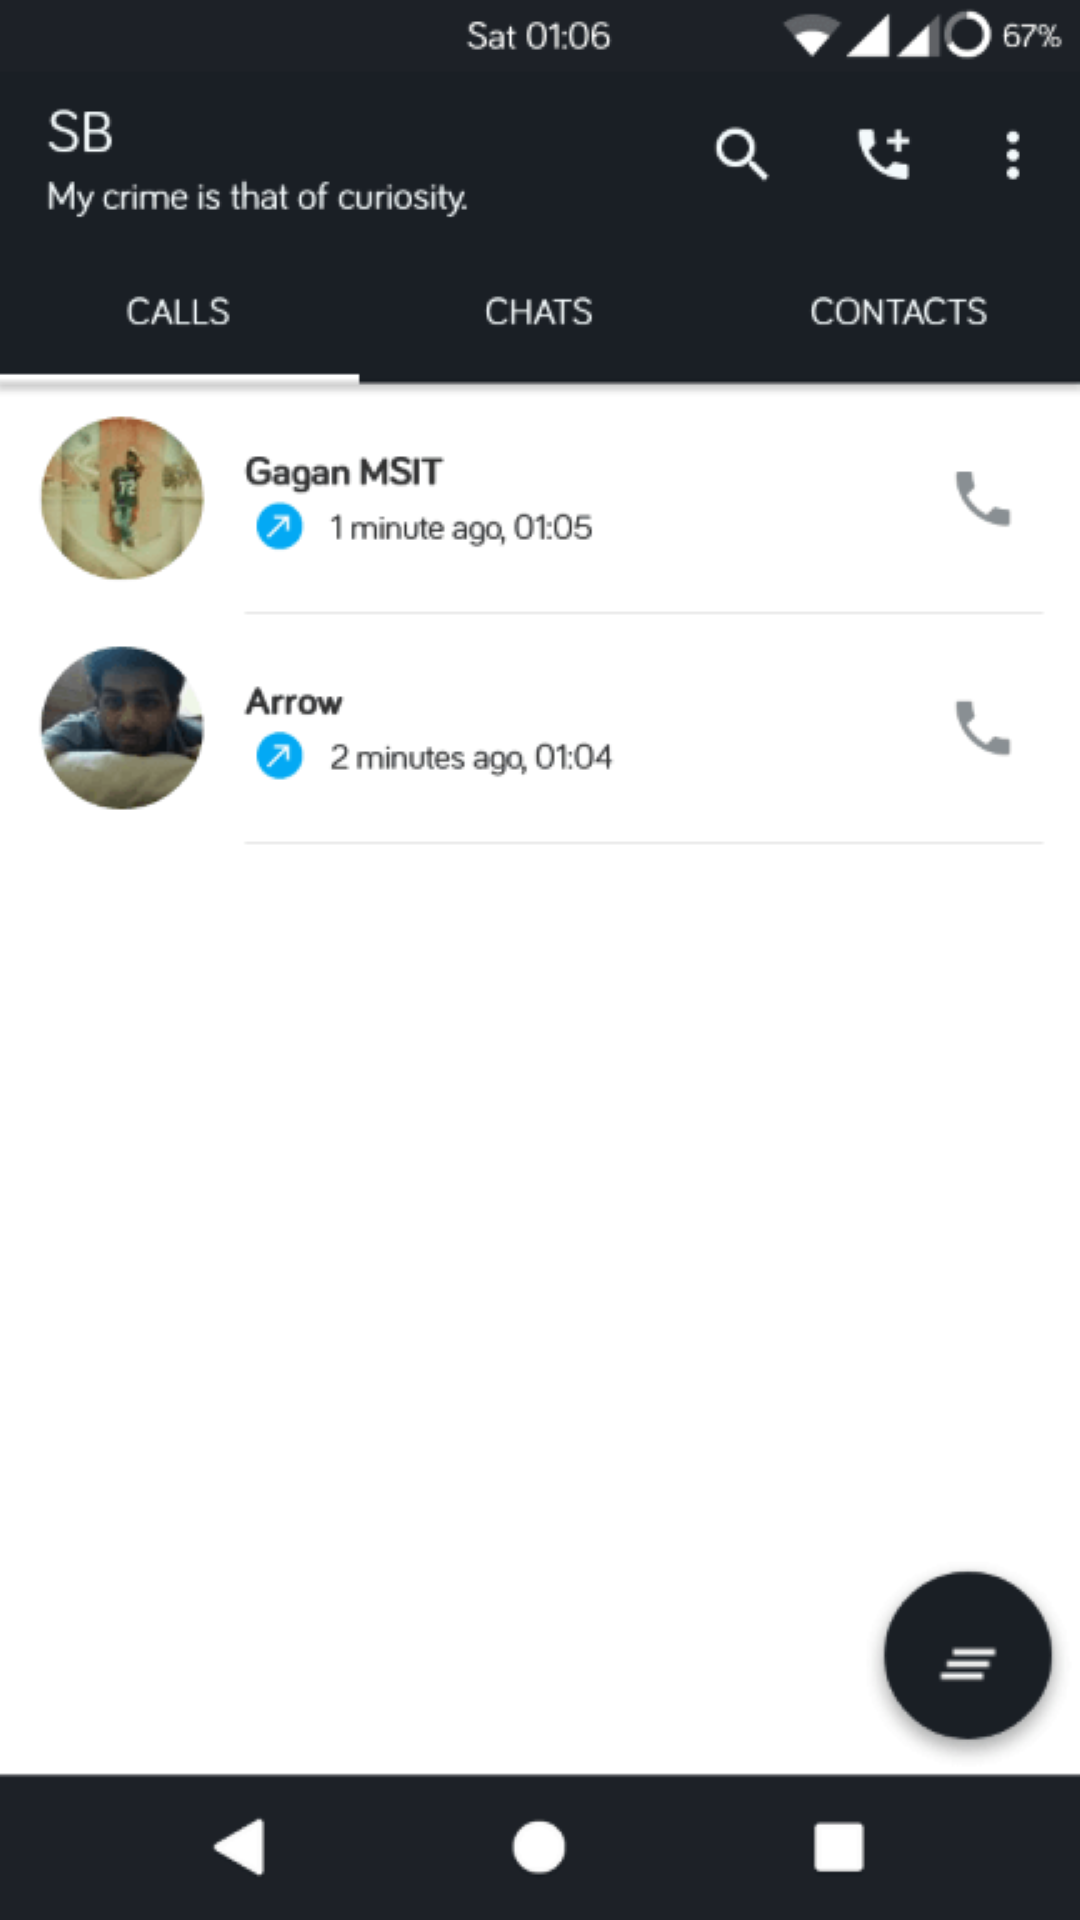 Sat 01:06 67%
SB
My crime is that of curiosity.
CALLS CHATS CONTACTS
Gagan MSIT
1 minute ago, 01:05
72
Arrow
2 minutes ago, 01:04